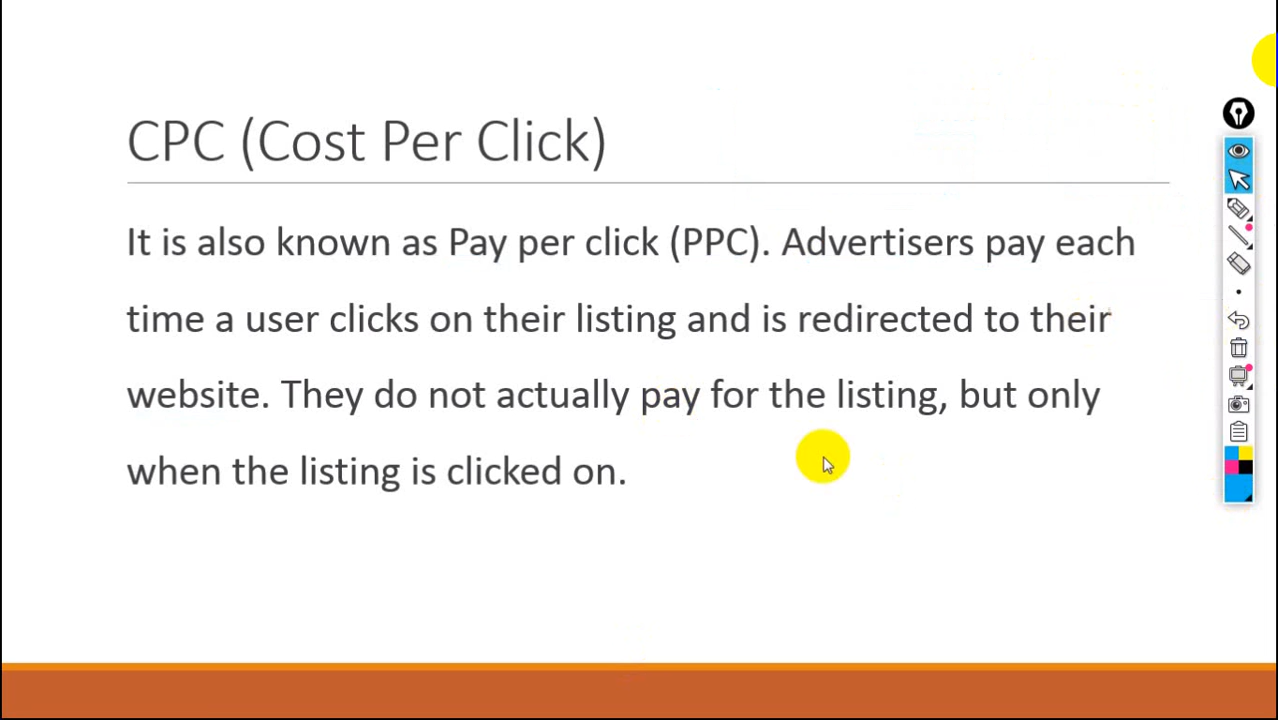 CPC (Cost Per Click)
It is also known as Pay per click (PPC). Advertisers pay each
time a user clicks on their listing and is redirected to their
website. They do not actually pay for the listing, but only
when the listing is clicked on.